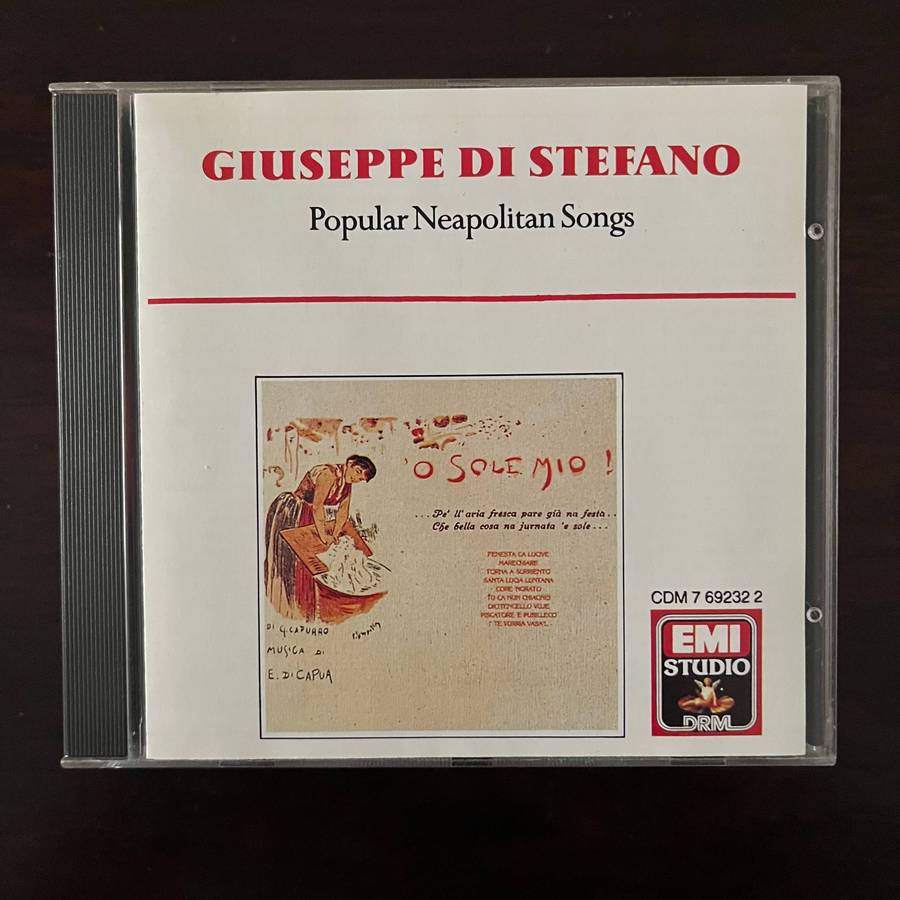 GIUSEPPE DI STEFANO
Popular Neapolitan Songs
'O SOLE MIO !
...Pe' ll' aria fresca pare già na festa..
Che bella cosa na jurnata 'e sole...
FENESTA CA LUCIVE
MARECHIARE
TORNA A SURRIENTO
SANTA LUCIA LUNTANA
CORE 'NGRATO
TU CA NUN CHIAGNE!
DICITENCELLO VUIE
PISCATORE 'E PUSILLECO
I' TE VURRIA VASA'!..
DI G. CAPURRO
MUSICA DI
E. DI CAPUA
CDM 7 69232 2
EMI
STUDIO
DRM